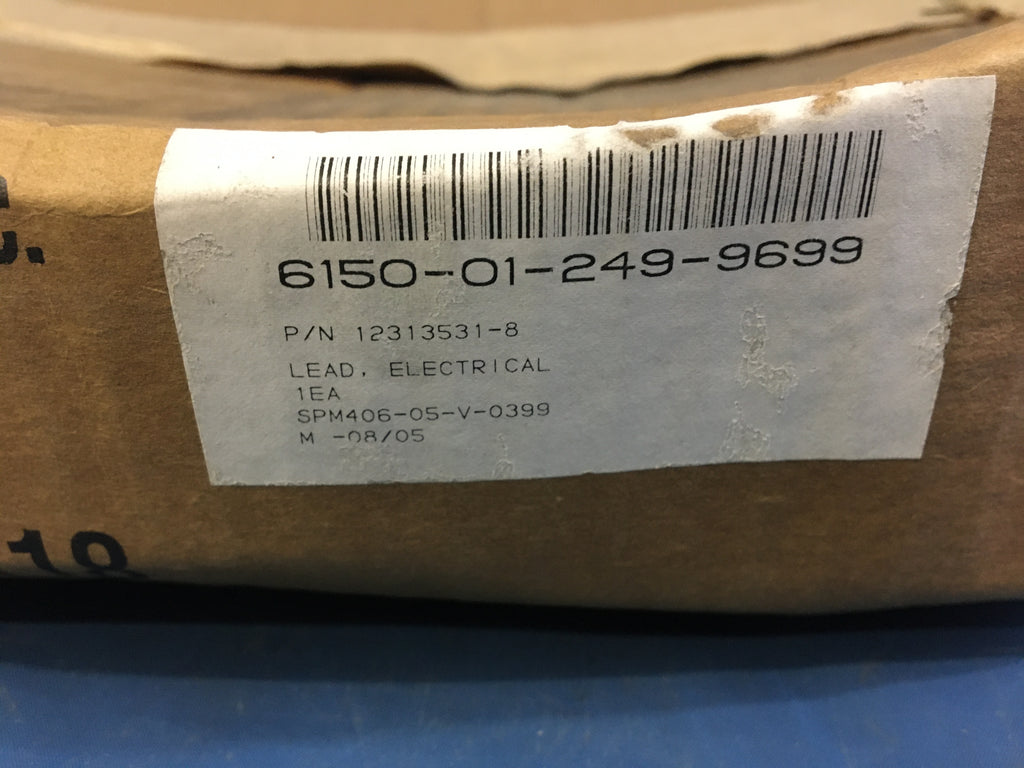 6150-01-249-9699
P/N 12313531-8
LEAD, ELECTRICAL
1EA
SPM406-05-V-0399
M -08/05